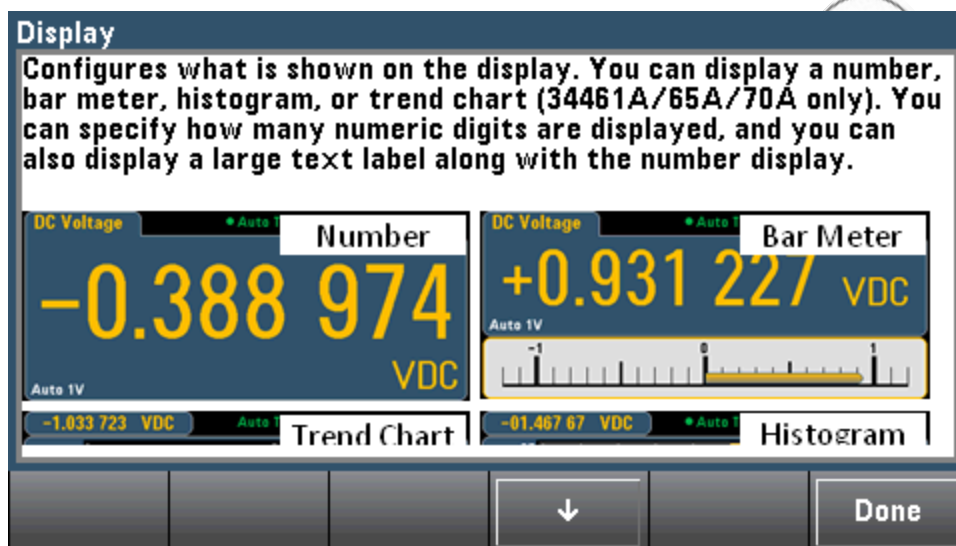 Display
Configures what is shown on the display. You can display a number,
bar meter, histogram, or trend chart (34461A/65A/70A only). You
can specify how many numeric digits are displayed, and you can
also display a large text label along with the number display.
DC Voltage Auto Number
-0.388 974
VDC
Auto 1V
DC Voltage Auto Bar Meter
+0.931 227 VDC
Auto 1V
-1 0 1
-1.033 723 VDC Auto Trend Chart
-01.467 67 VDC Auto Histogram
↓ Done